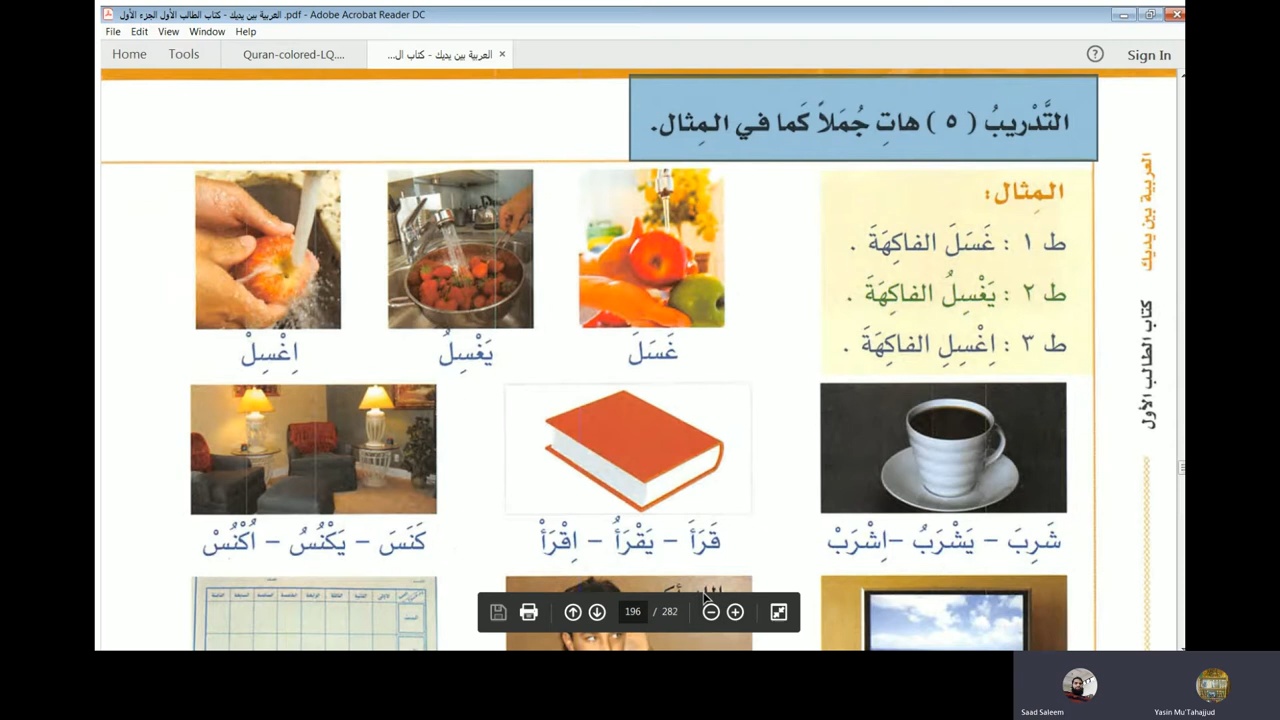 العربية بين يديك - كتاب الطالب الأول الجزء الأول.pdf - Adobe Acrobat Reader DC
File Edit View Window Help
Home Tools Quran-colored-LQ.... العربية بين يديك - كتاب ال... × ? Sign In
التَّدْريبُ ( ٥ ) هاتِ جُمَلاً كَما في المِثال.
المِثال:
ط ١ : غَسَلَ الفاكِهَةَ .
ط ٢ : يَغْسِلُ الفاكِهَةَ .
ط ٣ : اِغْسِلِ الفاكِهَةَ .
غَسَلَ
يَغْسِلُ
اِغْسِلْ
شَرِبَ – يَشْرَبُ –اِشْرَبْ
قَرَأَ – يَقْرَأُ – اِقْرَأْ
كَنَسَ – يَكْنُسُ – اُكْنُسْ
196 / 282
العربية بين يديك
كتاب الطالب الأول
Saad Saleem
Yasin Mu`Tahajjud